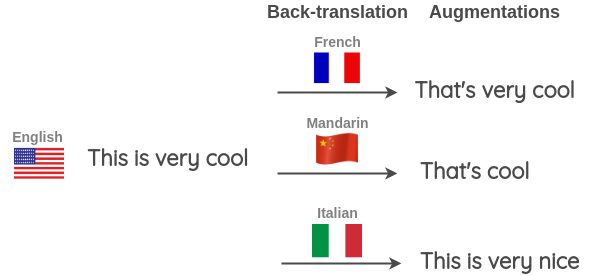 Back-translation Augmentations
French
That's very cool
Mandarin
English
This is very cool
That's cool
Italian
This is very nice